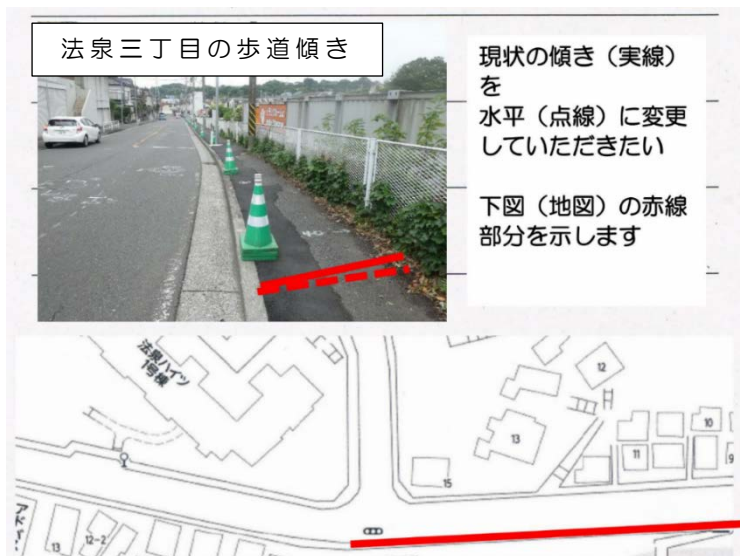 法泉三丁目の歩道傾き
現状の傾き（実線）
を
水平（点線）に変更
していただきたい
下図（地図）の赤線
部分を示します
法泉ハイツ
1号棟
12
13
10
11
9
15
13
12-2